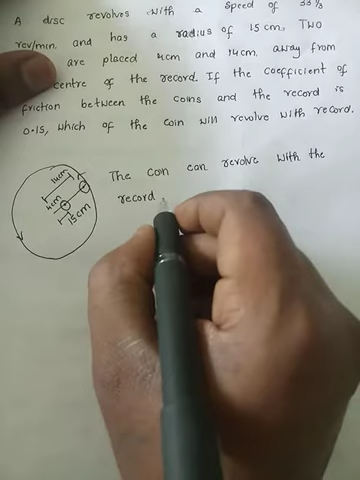 A disc revolves with a speed of 33⅓
rev/min, and has a radius of 15 cm. Two
are placed 4cm and 14cm away from
centre of the record. If the coefficient of
friction between the coins and the record is
0.15, which of the coin will revolve with record.
14cm
4cm
15cm
The coin can revolve with the
record